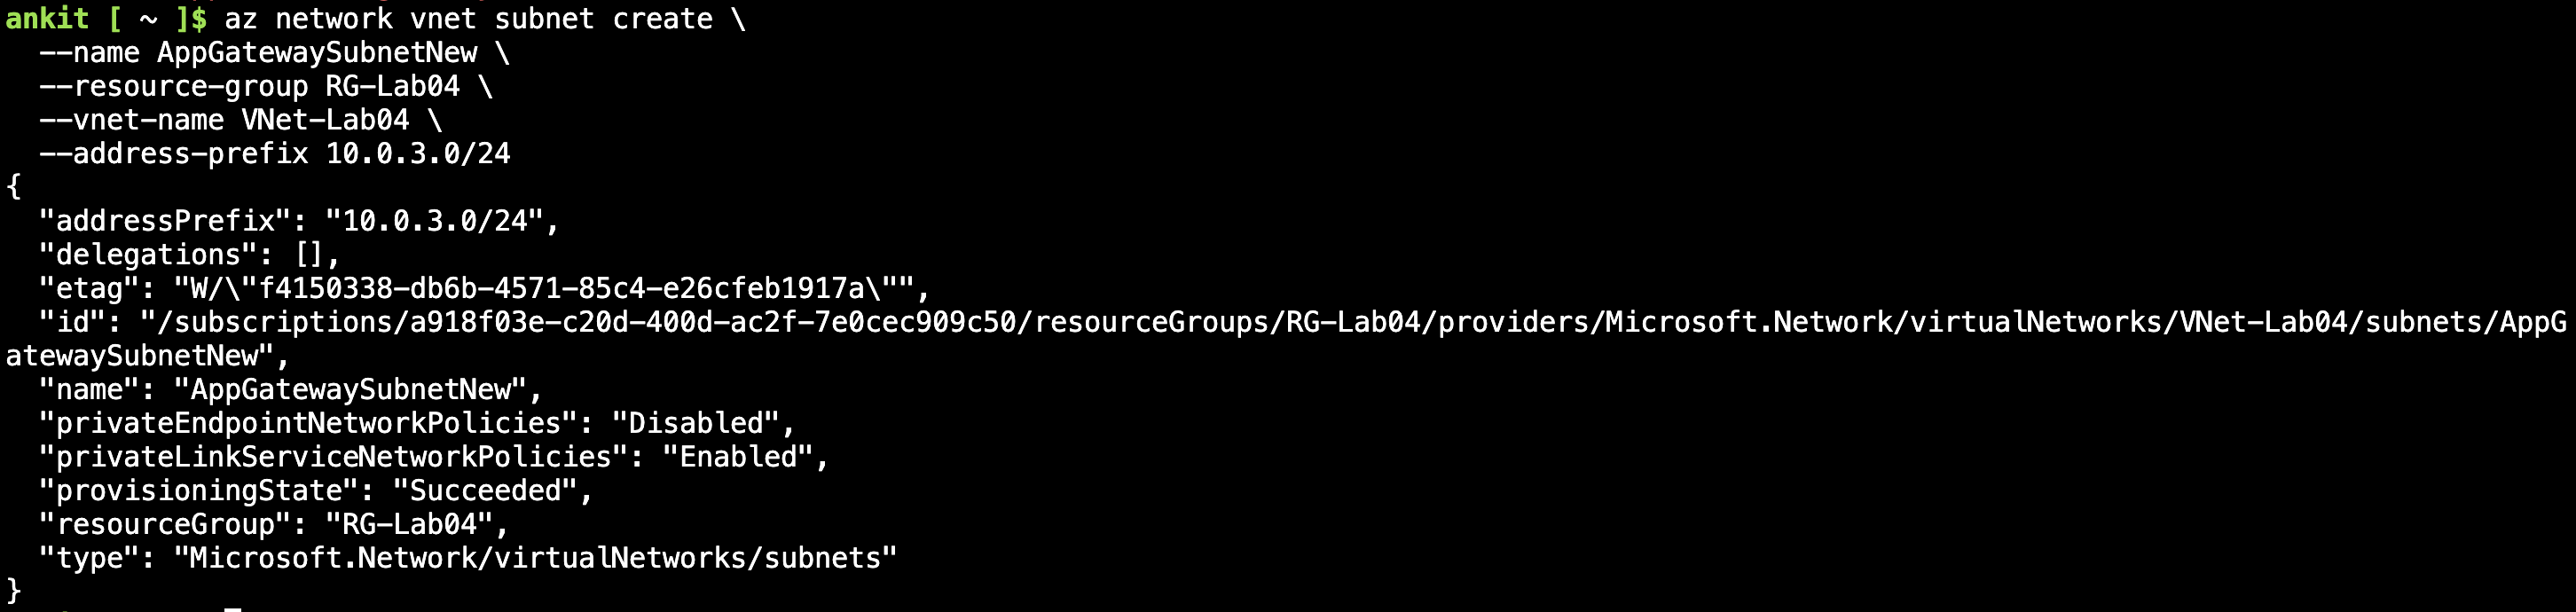 ankit [ ~ ]$ az network vnet subnet create \
  --name AppGatewaySubnetNew \
  --resource-group RG-Lab04 \
  --vnet-name VNet-Lab04 \
  --address-prefix 10.0.3.0/24
{
  "addressPrefix": "10.0.3.0/24",
  "delegations": [],
  "etag": "W/\"f4150338-db6b-4571-85c4-e26cfeb1917a\"",
  "id": "/subscriptions/a918f03e-c20d-400d-ac2f-7e0cec909c50/resourceGroups/RG-Lab04/providers/Microsoft.Network/virtualNetworks/VNet-Lab04/subnets/AppG
atewaySubnetNew",
  "name": "AppGatewaySubnetNew",
  "privateEndpointNetworkPolicies": "Disabled",
  "privateLinkServiceNetworkPolicies": "Enabled",
  "provisioningState": "Succeeded",
  "resourceGroup": "RG-Lab04",
  "type": "Microsoft.Network/virtualNetworks/subnets"
}